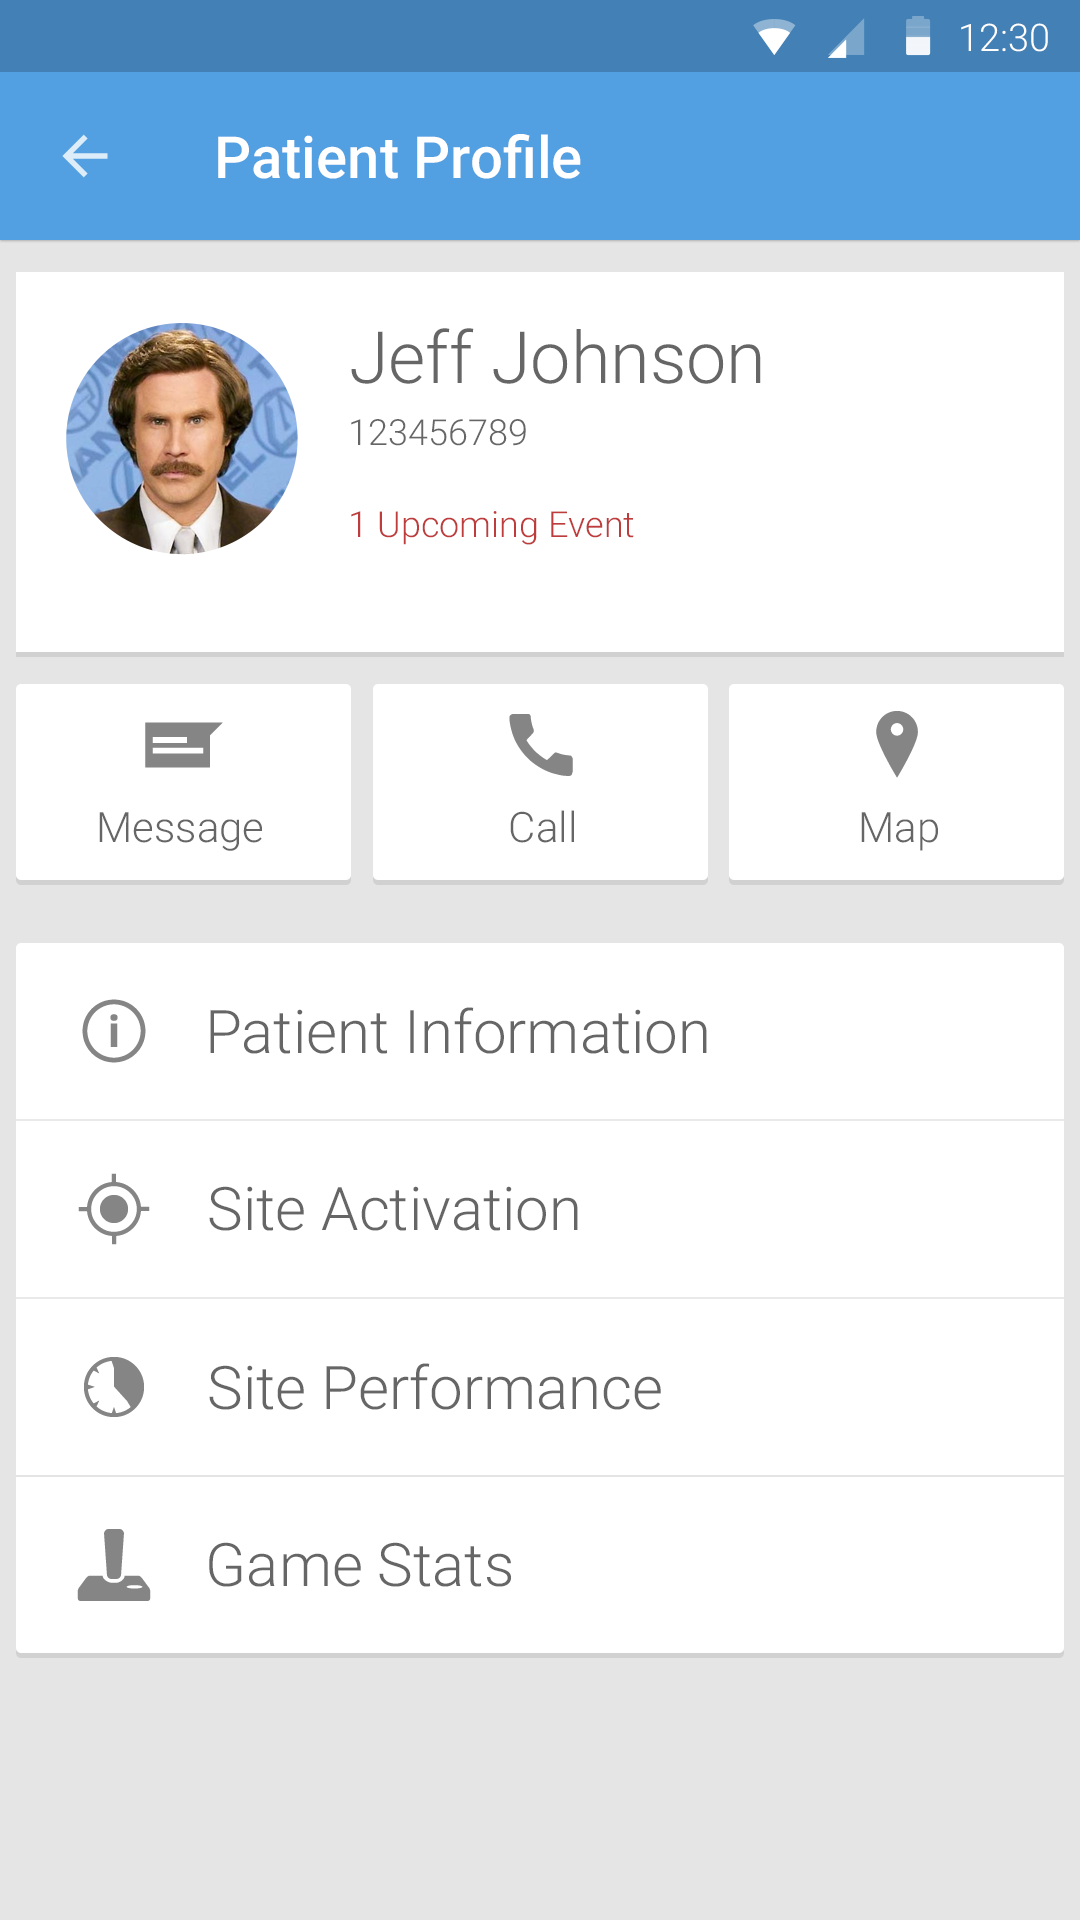 12:30
Patient Profile
Jeff Johnson
123456789
1 Upcoming Event
Message
Call
Map
Patient Information
Site Activation
Site Performance
Game Stats